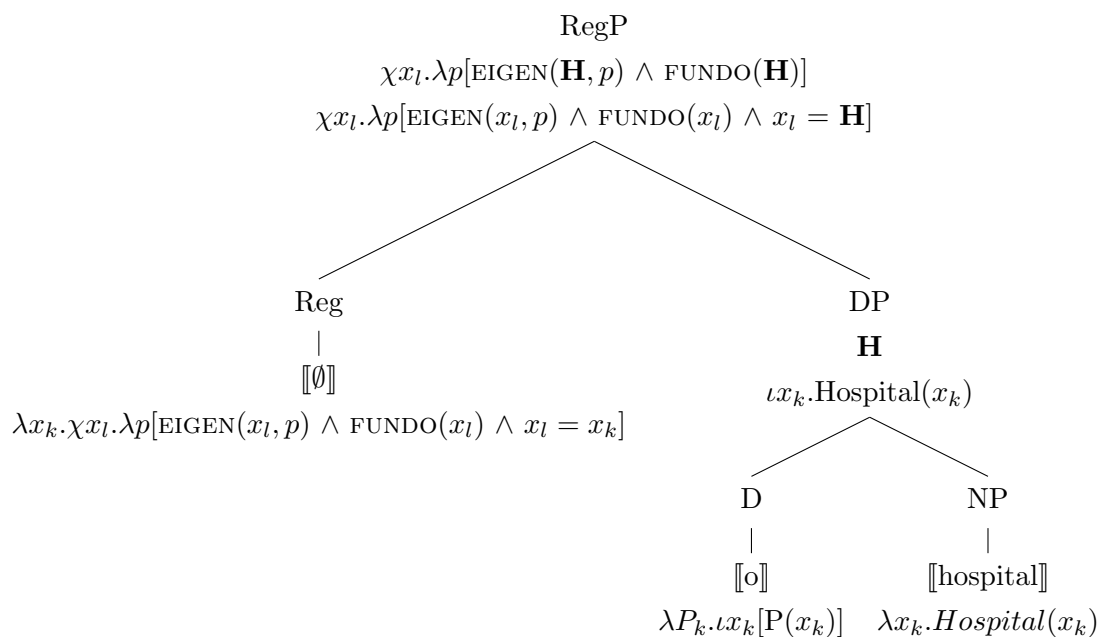 RegP
χx_l.λp[EIGEN(H, p) ∧ FUNDO(H)]
χx_l.λp[EIGEN(x_l, p) ∧ FUNDO(x_l) ∧ x_l = H]
Reg DP
H
⟦∅⟧
ιx_k.Hospital(x_k)
λx_k.χx_l.λp[EIGEN(x_l, p) ∧ FUNDO(x_l) ∧ x_l = x_k]
D NP
⟦o⟧ ⟦hospital⟧
λP_k.ιx_k[P(x_k)] λx_k.Hospital(x_k)